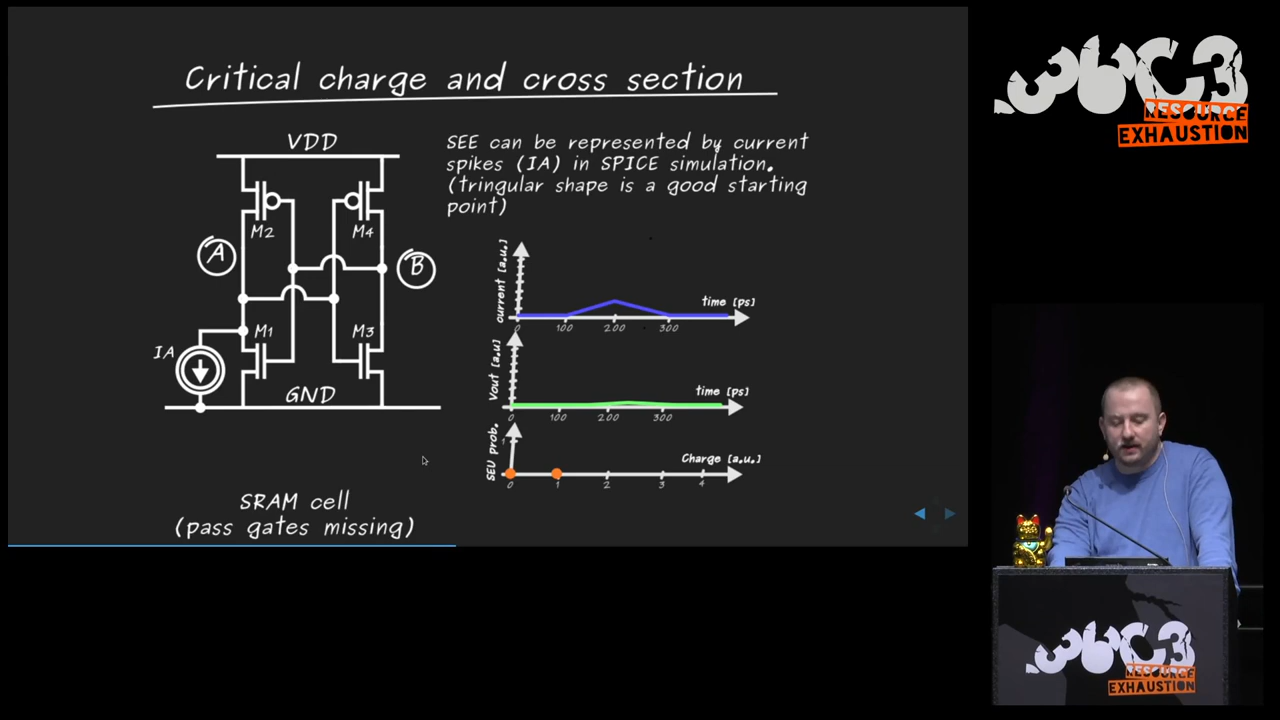 Critical charge and cross section
VDD
M2
M4
A
B
M1
M3
IA
GND
SRAM cell
(pass gates missing)
SEE can be represented by current
spikes (IA) in SPICE simulation.
(tringular shape is a good starting
point)
current [a.u.]
time [ps]
0 100 200 300
Vout [a.u]
time [ps]
0 100 200 300
SEU prob.
1
Charge [a.u.]
0 1 2 3 4
36C3
RESOURCE
EXHAUSTION
36C3
RESOURCE
EXHAUSTION